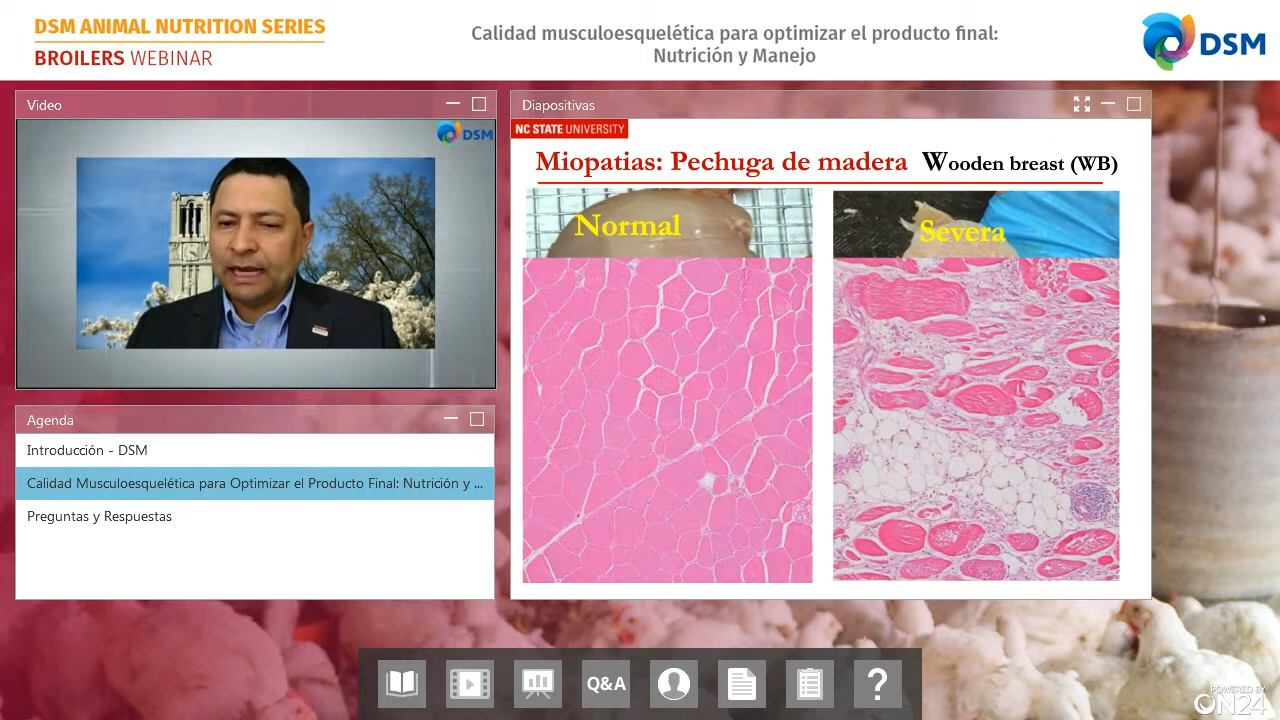 DSM ANIMAL NUTRITION SERIES
BROILERS WEBINAR
Calidad musculoesquelética para optimizar el producto final:
Nutrición y Manejo
DSM
Video
DSM
Agenda
Introducción - DSM
Calidad Musculoesquelética para Optimizar el Producto Final: Nutrición y ...
Preguntas y Respuestas
Diapositivas
NC STATE UNIVERSITY
Miopatias: Pechuga de madera Wooden breast (WB)
Normal
Severa
Q&A
?
POWERED BY
ON24